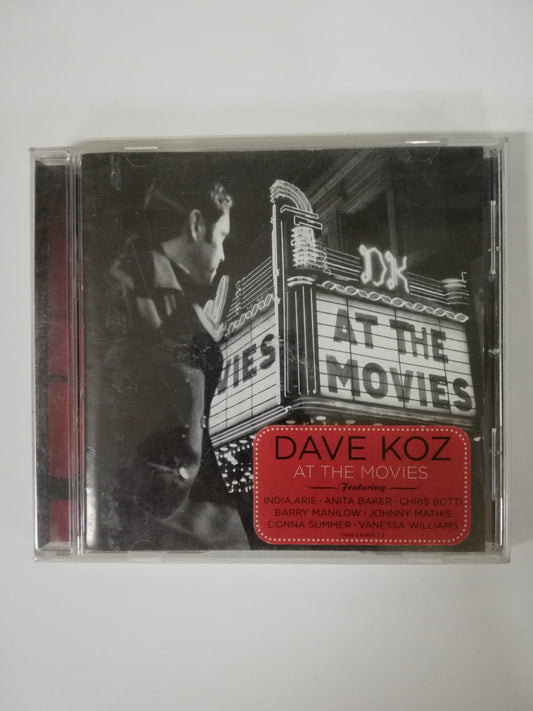 DK
VIES
AT THE
MOVIES
DAVE KOZ
AT THE MOVIES
Featuring
INDIA.ARIE • ANITA BAKER • CHRIS BOTTI
BARRY MANILOW • JOHNNY MATHIS
DONNA SUMMER • VANESSA WILLIAMS